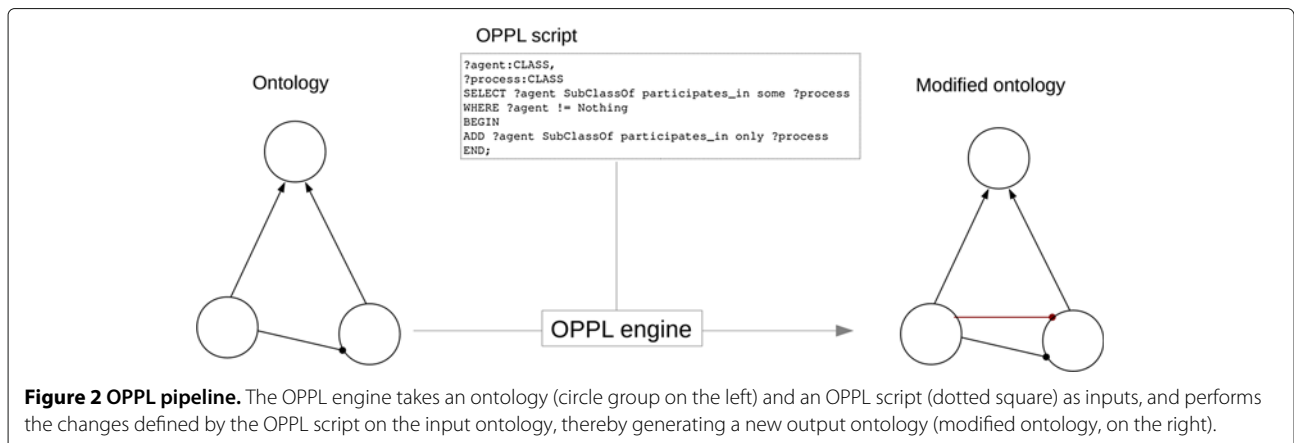 OPPL script
?agent:CLASS,
?process:CLASS
SELECT ?agent SubClassOf participates_in some ?process
WHERE ?agent != Nothing
BEGIN
ADD ?agent SubClassOf participates_in only ?process
END;
Ontology
Modified ontology
OPPL engine
Figure 2 OPPL pipeline. The OPPL engine takes an ontology (circle group on the left) and an OPPL script (dotted square) as inputs, and performs
the changes defined by the OPPL script on the input ontology, thereby generating a new output ontology (modified ontology, on the right).